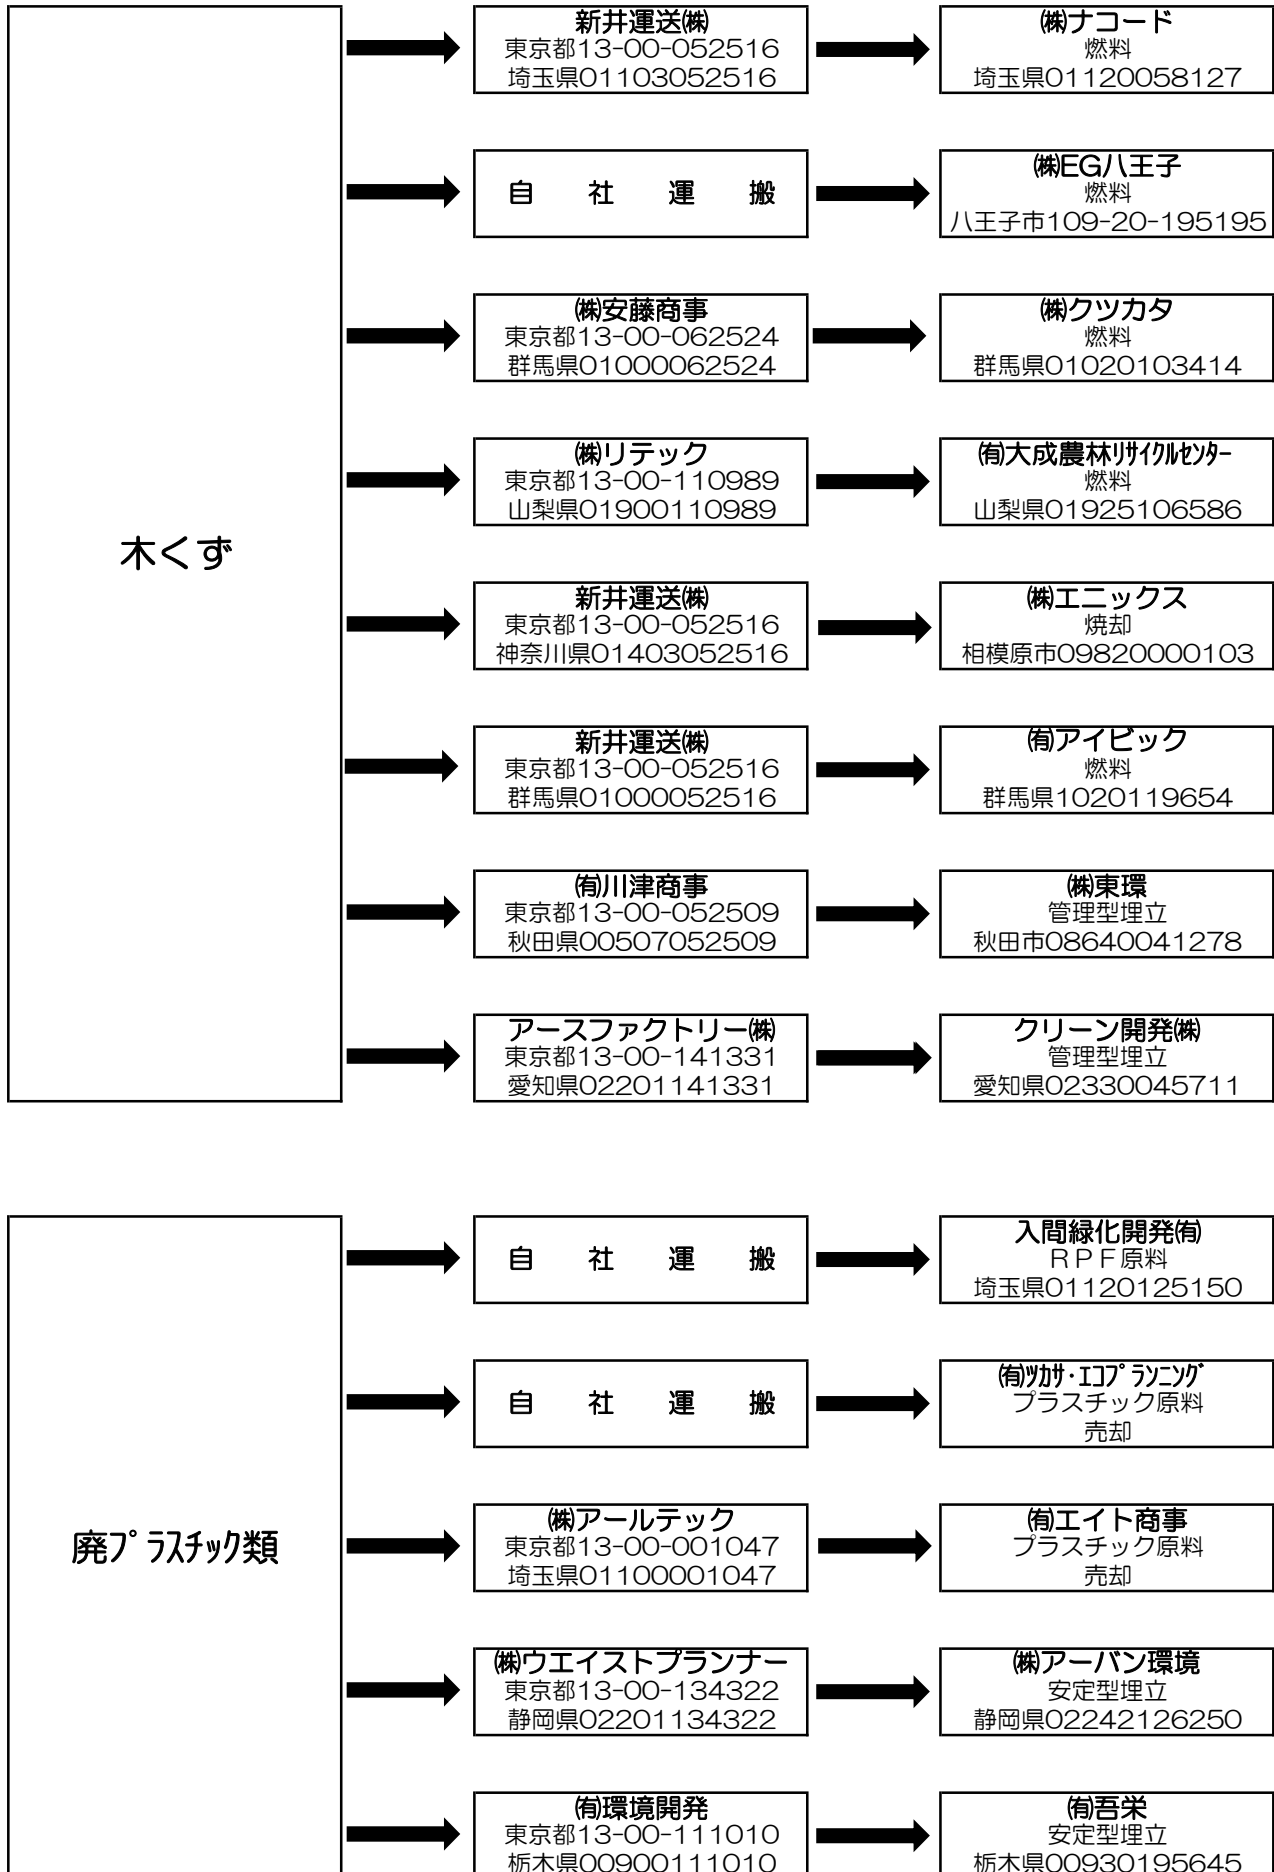 木くず
新井運送㈱
東京都13-00-052516
埼玉県01103052516
㈱ナコード
燃料
埼玉県01120058127
自　社　運　搬
㈱EG八王子
燃料
八王子市109-20-195195
㈱安藤商事
東京都13-00-062524
群馬県01000062524
㈱クツカタ
燃料
群馬県01020103414
㈱リテック
東京都13-00-110989
山梨県01900110989
㈲大成農林ﾘｻｲｸﾙｾﾝﾀｰ
燃料
山梨県01925106586
新井運送㈱
東京都13-00-052516
神奈川県01403052516
㈱エニックス
焼却
相模原市09820000103
新井運送㈱
東京都13-00-052516
群馬県01000052516
㈲アイビック
燃料
群馬県1020119654
㈲川津商事
東京都13-00-052509
秋田県00507052509
㈱東環
管理型埋立
秋田市08640041278
アースファクトリー㈱
東京都13-00-141331
愛知県02201141331
クリーン開発㈱
管理型埋立
愛知県02330045711
廃ﾌﾟﾗｽﾁｯｸ類
自　社　運　搬
入間緑化開発㈲
ＲＰＦ原料
埼玉県01120125150
自　社　運　搬
㈲ﾂｶｻ･ｴｺﾌﾟﾗﾝﾆﾝｸﾞ
プラスチック原料
売却
㈱アールテック
東京都13-00-001047
埼玉県01100001047
㈲エイト商事
プラスチック原料
売却
㈱ウエイストプランナー
東京都13-00-134322
静岡県02201134322
㈱アーバン環境
安定型埋立
静岡県02242126250
㈲環境開発
東京都13-00-111010
栃木県00900111010
㈲吾栄
安定型埋立
栃木県00930195645